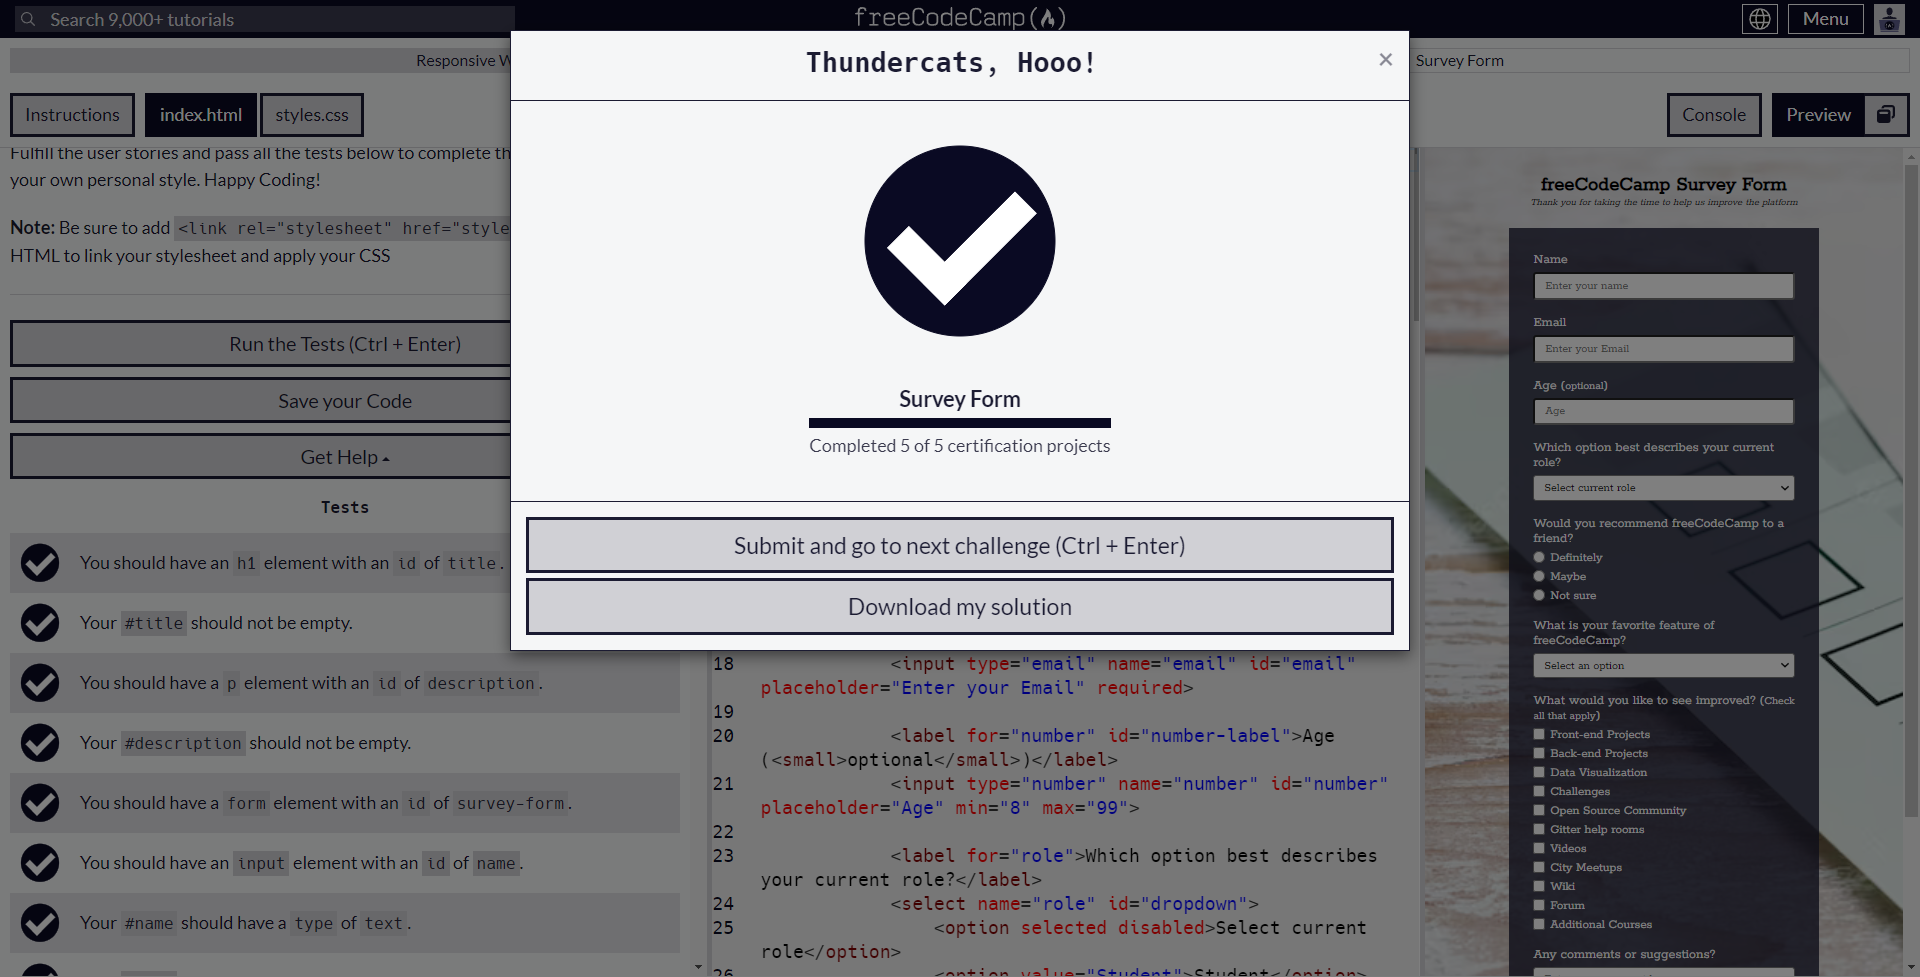 Search 9,000+ tutorials
freeCodeCamp(🔥)
Menu
Responsive W
Survey Form
Instructions
index.html
styles.css
Console
Preview
Fulfill the user stories and pass all the tests below to complete th
your own personal style. Happy Coding!
Note: Be sure to add <link rel="stylesheet" href="style
HTML to link your stylesheet and apply your CSS
Run the Tests (Ctrl + Enter)
Save your Code
Get Help
Tests
You should have an h1 element with an id of title.
Your #title should not be empty.
You should have a p element with an id of description.
Your #description should not be empty.
You should have a form element with an id of survey-form.
You should have an input element with an id of name.
Your #name should have a type of text.
Thundercats, Hooo!
×
Survey Form
Completed 5 of 5 certification projects
Submit and go to next challenge (Ctrl + Enter)
Download my solution
18 <input type="email" name="email" id="email"
placeholder="Enter your Email" required>
19
20 <label for="number" id="number-label">Age
(<small>optional</small>)</label>
21 <input type="number" name="number" id="number"
placeholder="Age" min="8" max="99">
22
23 <label for="role">Which option best describes
your current role?</label>
24 <select name="role" id="dropdown">
25 <option selected disabled>Select current
role</option>
26 <option value="Student">Student</option>
freeCodeCamp Survey Form
Thank you for taking the time to help us improve the platform
Name
Enter your name
Email
Enter your Email
Age (optional)
Age
Which option best describes your current
role?
Select current role
Would you recommend freeCodeCamp to a
friend?
Definitely
Maybe
Not sure
What is your favorite feature of
freeCodeCamp?
Select an option
What would you like to see improved? (Check
all that apply)
Front-end Projects
Back-end Projects
Data Visualization
Challenges
Open Source Community
Gitter help rooms
Videos
City Meetups
Wiki
Forum
Additional Courses
Any comments or suggestions?